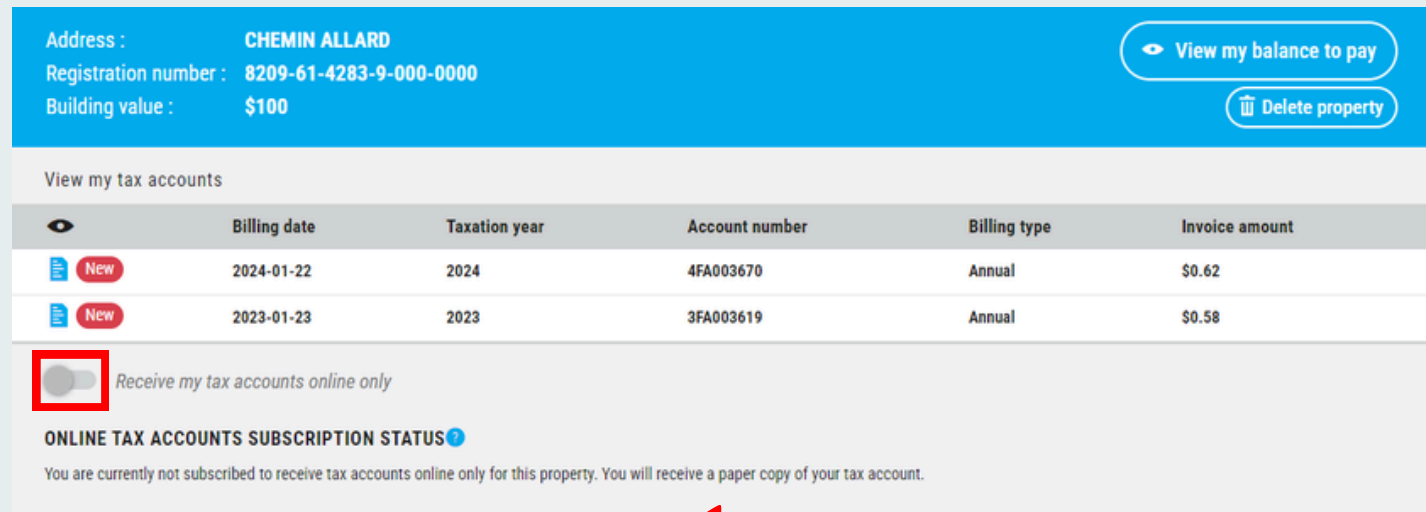 Address : CHEMIN ALLARD
View my balance to pay
Registration number : 8209-61-4283-9-000-0000
Building value : $100
Delete property
View my tax accounts
Billing date Taxation year Account number Billing type Invoice amount
New 2024-01-22 2024 4FA003670 Annual $0.62
New 2023-01-23 2023 3FA003619 Annual $0.58
Receive my tax accounts online only
ONLINE TAX ACCOUNTS SUBSCRIPTION STATUS ?
You are currently not subscribed to receive tax accounts online only for this property. You will receive a paper copy of your tax account.